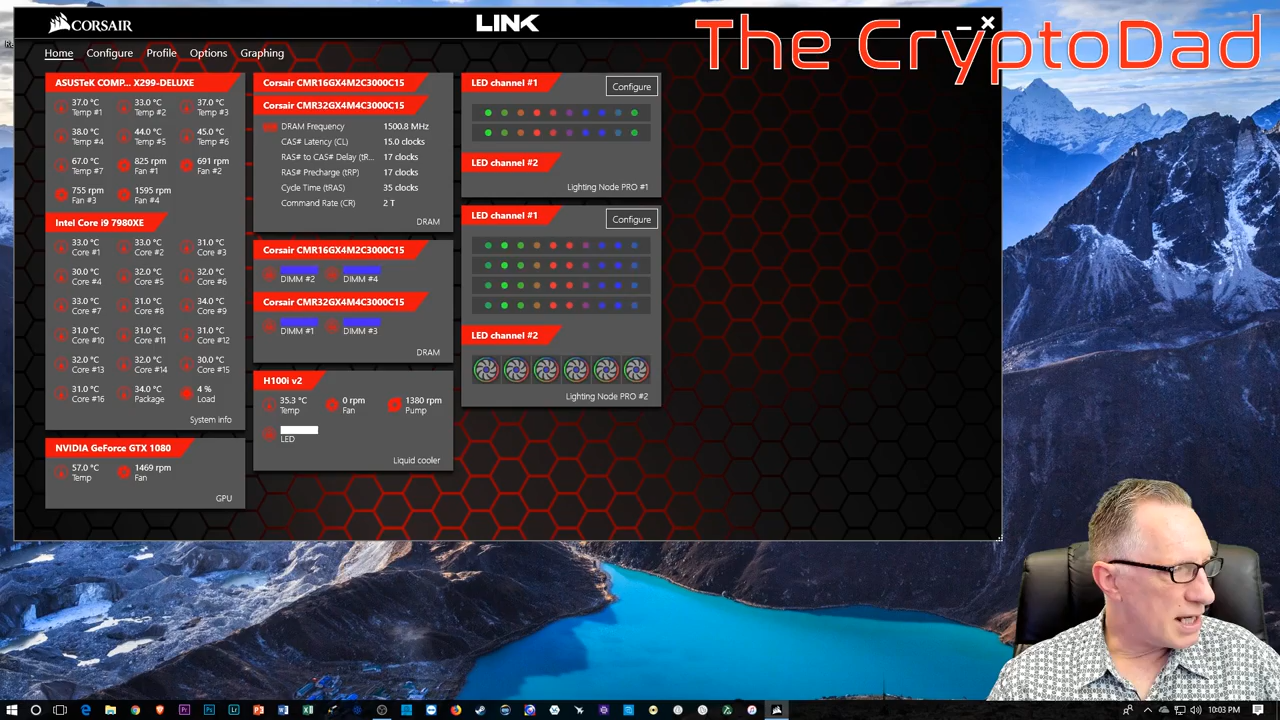 The CryptoDad
CORSAIR
LINK
Home Configure Profile Options Graphing
ASUSTeK COMP... X299-DELUXE
37.0 °C 33.0 °C 37.0 °C
Temp #1 Temp #2 Temp #3
38.0 °C 44.0 °C 45.0 °C
Temp #4 Temp #5 Temp #6
67.0 °C 825 rpm 691 rpm
Temp #7 Fan #1 Fan #2
755 rpm 1595 rpm
Fan #3 Fan #4
Intel Core i9 7980XE
33.0 °C 33.0 °C 31.0 °C
Core #1 Core #2 Core #3
30.0 °C 32.0 °C 32.0 °C
Core #4 Core #5 Core #6
33.0 °C 31.0 °C 34.0 °C
Core #7 Core #8 Core #9
31.0 °C 31.0 °C 31.0 °C
Core #10 Core #11 Core #12
32.0 °C 32.0 °C 30.0 °C
Core #13 Core #14 Core #15
31.0 °C 34.0 °C 4 %
Core #16 Package Load
System info
NVIDIA GeForce GTX 1080
57.0 °C 1469 rpm
Temp Fan
GPU
Corsair CMR16GX4M2C3000C15
Corsair CMR32GX4M4C3000C15
DRAM Frequency 1500.8 MHz
CAS# Latency (CL) 15.0 clocks
RAS# to CAS# Delay (tR... 17 clocks
RAS# Precharge (tRP) 17 clocks
Cycle Time (tRAS) 35 clocks
Command Rate (CR) 2 T
DRAM
Corsair CMR16GX4M2C3000C15
DIMM #2 DIMM #4
Corsair CMR32GX4M4C3000C15
DIMM #1 DIMM #3
DRAM
H100i v2
35.3 °C 0 rpm 1380 rpm
Temp Fan Pump
LED
Liquid cooler
LED channel #1 Configure
LED channel #2
Lighting Node PRO #1
LED channel #1 Configure
LED channel #2
Lighting Node PRO #2
10:03 PM